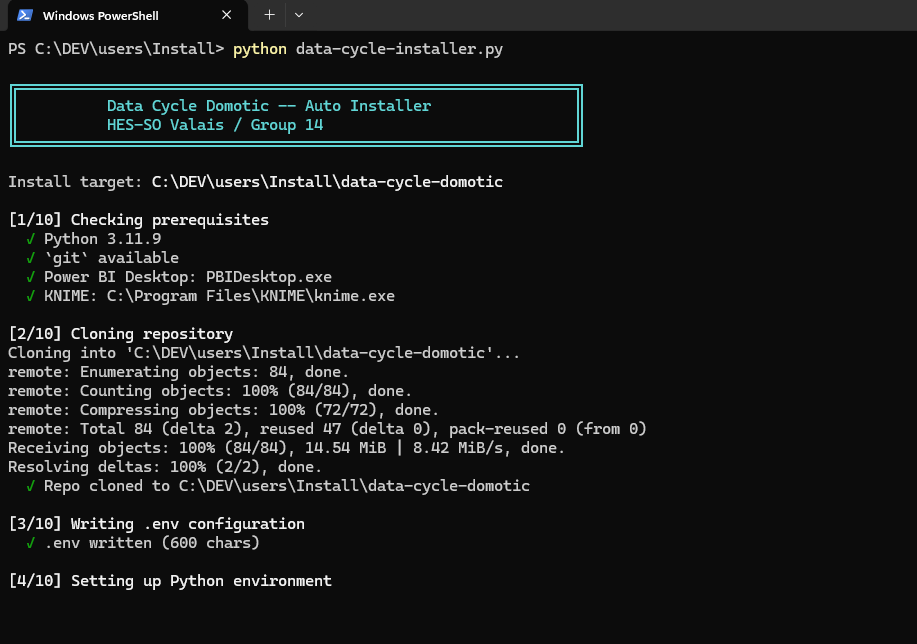 Windows PowerShell
PS C:\DEV\users\Install> python data-cycle-installer.py
Data Cycle Domotic -- Auto Installer
HES-SO Valais / Group 14
Install target: C:\DEV\users\Install\data-cycle-domotic
[1/10] Checking prerequisites
✓ Python 3.11.9
✓ `git` available
✓ Power BI Desktop: PBIDesktop.exe
✓ KNIME: C:\Program Files\KNIME\knime.exe
[2/10] Cloning repository
Cloning into 'C:\DEV\users\Install\data-cycle-domotic'...
remote: Enumerating objects: 84, done.
remote: Counting objects: 100% (84/84), done.
remote: Compressing objects: 100% (72/72), done.
remote: Total 84 (delta 2), reused 47 (delta 0), pack-reused 0 (from 0)
Receiving objects: 100% (84/84), 14.54 MiB | 8.42 MiB/s, done.
Resolving deltas: 100% (2/2), done.
✓ Repo cloned to C:\DEV\users\Install\data-cycle-domotic
[3/10] Writing .env configuration
✓ .env written (600 chars)
[4/10] Setting up Python environment